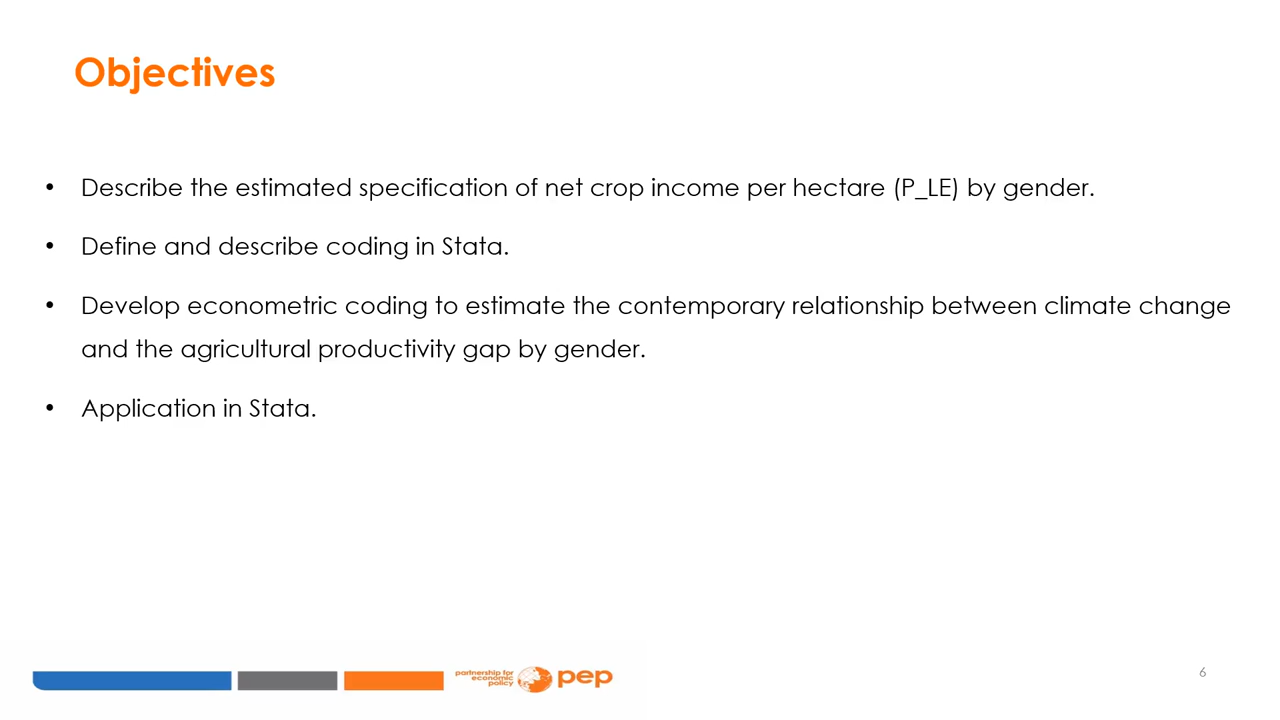 Objectives
• Describe the estimated specification of net crop income per hectare (P_LE) by gender.
• Define and describe coding in Stata.
• Develop econometric coding to estimate the contemporary relationship between climate change
and the agricultural productivity gap by gender.
• Application in Stata.
partnership for
economic
policy
pep
6